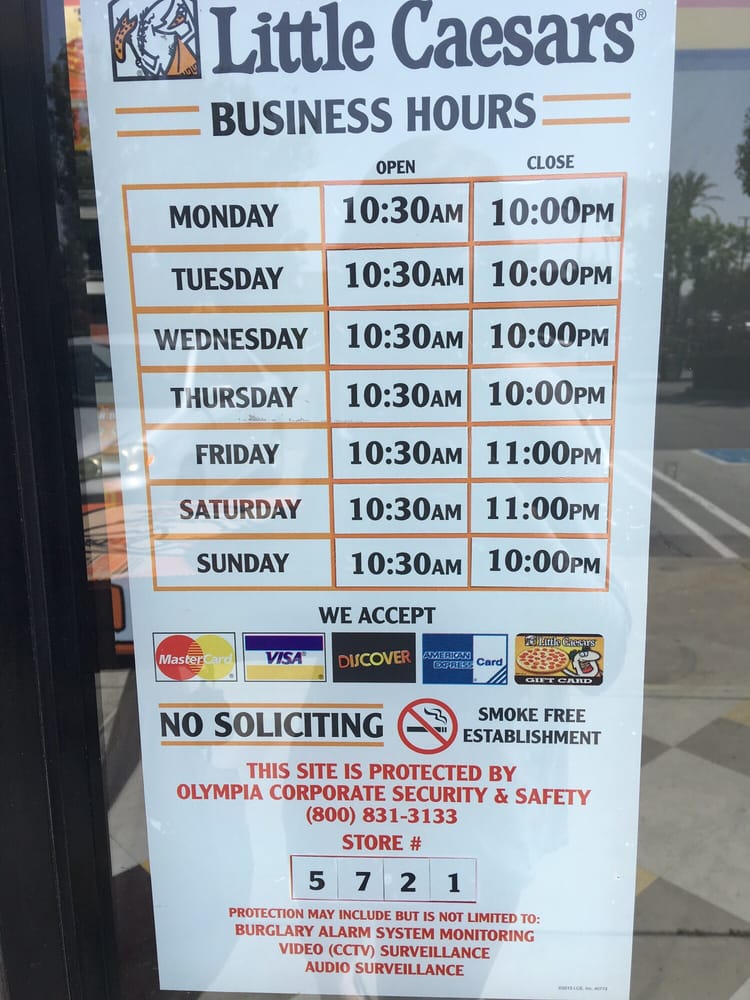 Little Caesars®
BUSINESS HOURS
OPEN CLOSE
MONDAY 10:30AM 10:00PM
TUESDAY 10:30AM 10:00PM
WEDNESDAY 10:30AM 10:00PM
THURSDAY 10:30AM 10:00PM
FRIDAY 10:30AM 11:00PM
SATURDAY 10:30AM 11:00PM
SUNDAY 10:30AM 10:00PM
WE ACCEPT
MasterCard VISA DISCOVER AMERICAN EXPRESS Card Little Caesars GIFT CARD
NO SOLICITING
SMOKE FREE
ESTABLISHMENT
THIS SITE IS PROTECTED BY
OLYMPIA CORPORATE SECURITY & SAFETY
(800) 831-3133
STORE #
5 7 2 1
PROTECTION MAY INCLUDE BUT IS NOT LIMITED TO:
BURGLARY ALARM SYSTEM MONITORING
VIDEO (CCTV) SURVEILLANCE
AUDIO SURVEILLANCE